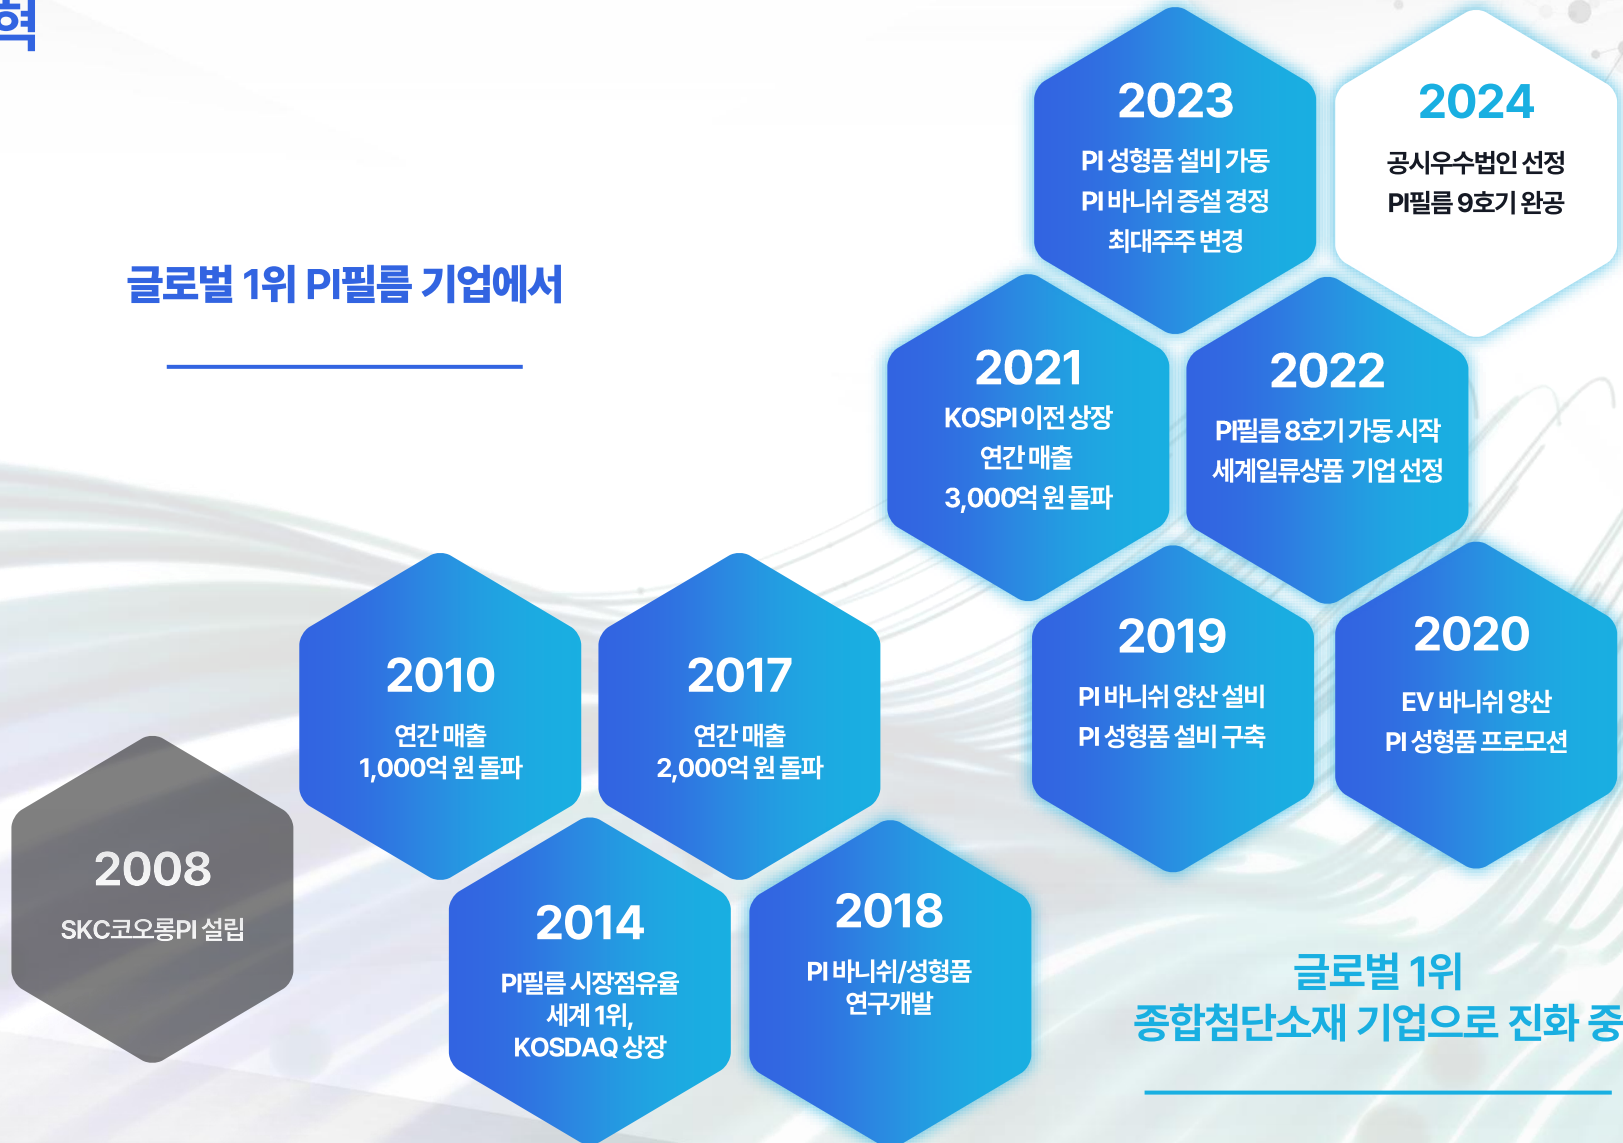 혁
글로벌 1위 PI필름 기업에서
2008
SKC코오롱PI 설립
2010
연간 매출
1,000억 원 돌파
2014
PI필름 시장점유율
세계 1위,
KOSDAQ 상장
2017
연간 매출
2,000억 원 돌파
2018
PI 바니쉬/성형품
연구개발
2019
PI 바니쉬 양산 설비
PI 성형품 설비 구축
2020
EV 바니쉬 양산
PI 성형품 프로모션
2021
KOSPI 이전 상장
연간 매출
3,000억 원 돌파
2022
PI필름 8호기 가동 시작
세계일류상품 기업 선정
2023
PI 성형품 설비 가동
PI 바니쉬 증설 경정
최대주주 변경
2024
공시우수법인 선정
PI필름 9호기 완공
글로벌 1위
종합첨단소재 기업으로 진화 중